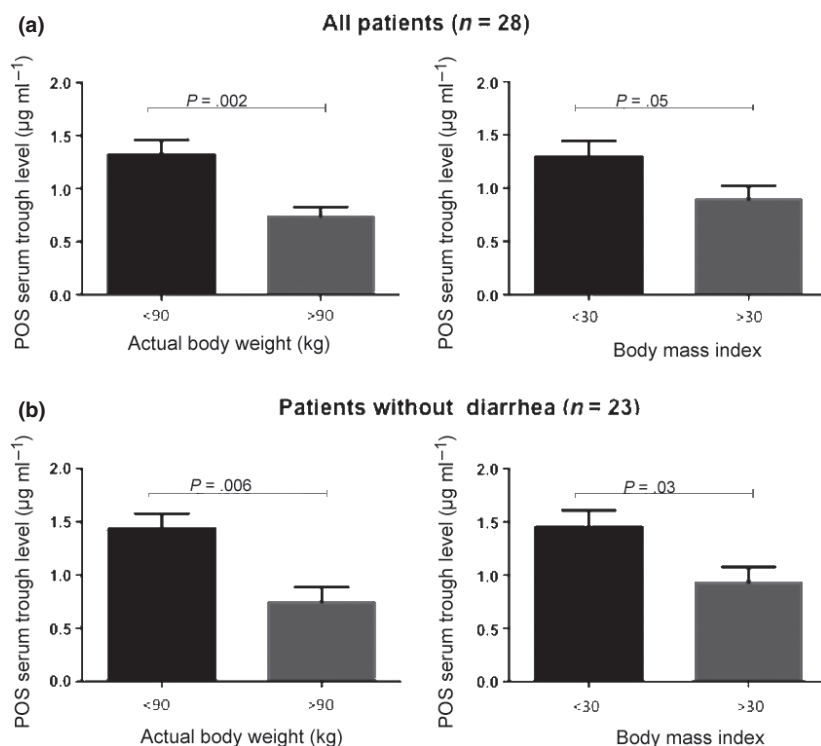 (a)
All patients (n = 28)
POS serum trough level (µg ml−1)
2.0
1.5
1.0
0.5
0.0
P = .002
<90
>90
Actual body weight (kg)
POS serum trough level (µg ml−1)
2.0
1.5
1.0
0.5
0.0
P = .05
<30
>30
Body mass index
(b)
Patients without diarrhea (n = 23)
POS serum trough level (µg ml−1)
2.0
1.5
1.0
0.5
0.0
P = .006
<90
>90
Actual body weight (kg)
POS serum trough level (µg ml−1)
2.0
1.5
1.0
0.5
0.0
P = .03
<30
>30
Body mass index